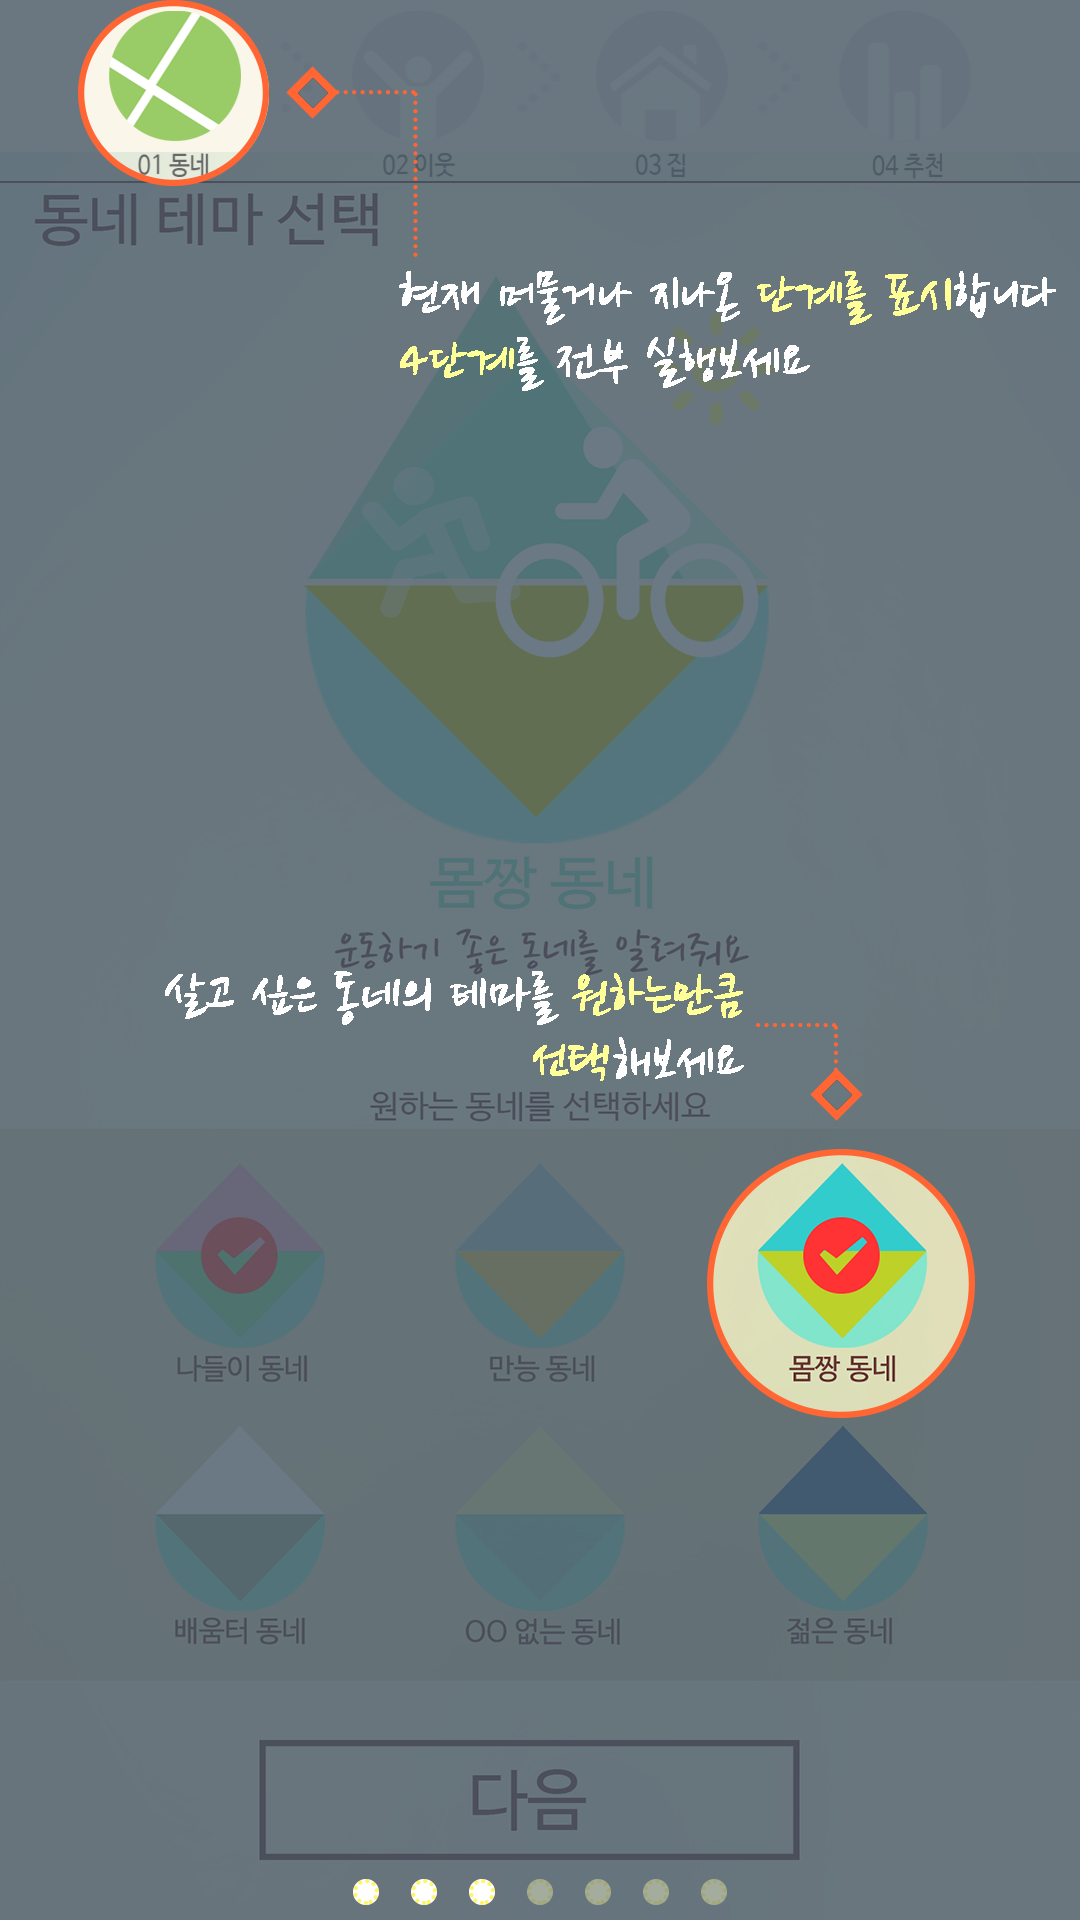 01 동네
02 이웃
03 집
04 추천
동네 테마 선택
현재 머물거나 지나온 단계를 표시합니다
4단계를 전부 실행보세요
몸짱 동네
운동하기 좋은 동네를 알려줘요
살고 싶은 동네의 테마를 원하는만큼
선택해보세요
원하는 동네를 선택하세요
나들이 동네
만능 동네
몸짱 동네
배움터 동네
OO 없는 동네
젊은 동네
다음